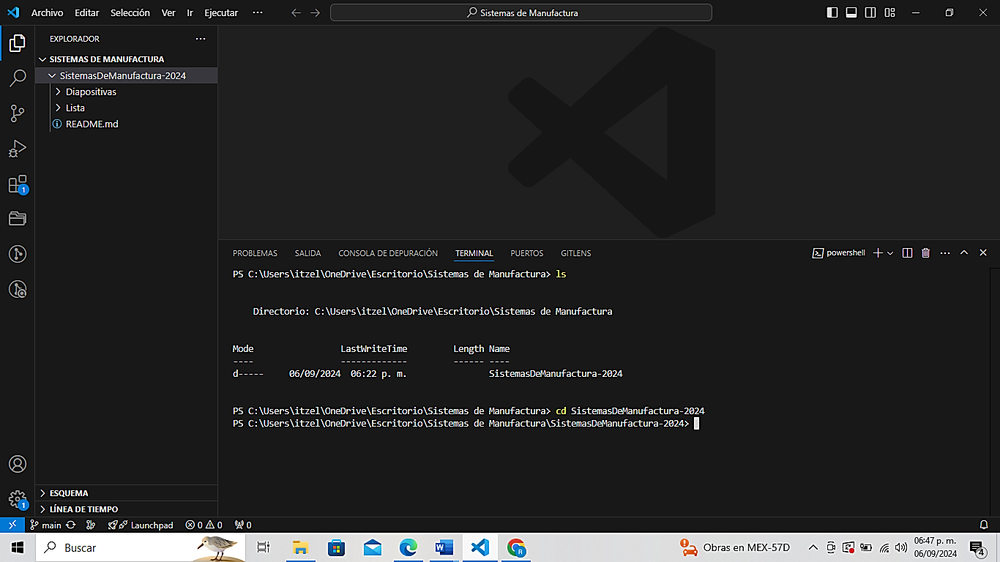 Archivo Editar Selección Ver Ir Ejecutar ··· Sistemas de Manufactura
EXPLORADOR ···
SISTEMAS DE MANUFACTURA
SistemasDeManufactura-2024
Diapositivas
Lista
README.md
1
PROBLEMAS SALIDA CONSOLA DE DEPURACIÓN TERMINAL PUERTOS GITLENS powershell
PS C:\Users\itzel\OneDrive\Escritorio\Sistemas de Manufactura> ls
Directorio: C:\Users\itzel\OneDrive\Escritorio\Sistemas de Manufactura
Mode LastWriteTime Length Name
---- ------------- ------ ----
d----- 06/09/2024 06:22 p. m. SistemasDeManufactura-2024
PS C:\Users\itzel\OneDrive\Escritorio\Sistemas de Manufactura> cd SistemasDeManufactura-2024
PS C:\Users\itzel\OneDrive\Escritorio\Sistemas de Manufactura\SistemasDeManufactura-2024>
ESQUEMA
1
LÍNEA DE TIEMPO
main Launchpad 0 0 0
Buscar W R Obras en MEX-57D 06:47 p. m. 4
06/09/2024